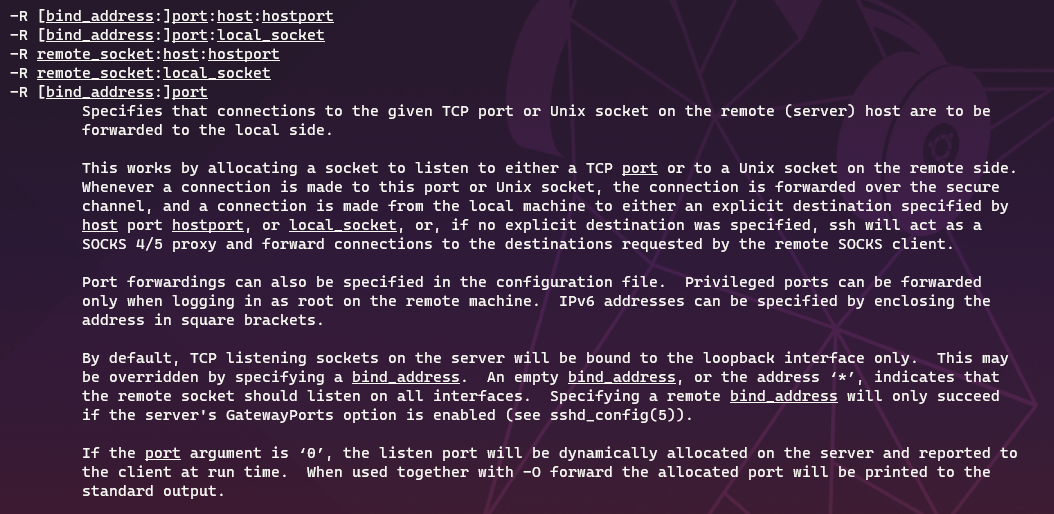 -R [bind_address:]port:host:hostport
-R [bind_address:]port:local_socket
-R remote_socket:host:hostport
-R remote_socket:local_socket
-R [bind_address:]port
Specifies that connections to the given TCP port or Unix socket on the remote (server) host are to be
forwarded to the local side.

This works by allocating a socket to listen to either a TCP port or to a Unix socket on the remote side.
Whenever a connection is made to this port or Unix socket, the connection is forwarded over the secure
channel, and a connection is made from the local machine to either an explicit destination specified by
host port hostport, or local_socket, or, if no explicit destination was specified, ssh will act as a
SOCKS 4/5 proxy and forward connections to the destinations requested by the remote SOCKS client.

Port forwardings can also be specified in the configuration file.  Privileged ports can be forwarded
only when logging in as root on the remote machine.  IPv6 addresses can be specified by enclosing the
address in square brackets.

By default, TCP listening sockets on the server will be bound to the loopback interface only.  This may
be overridden by specifying a bind_address.  An empty bind_address, or the address ‘*’, indicates that
the remote socket should listen on all interfaces.  Specifying a remote bind_address will only succeed
if the server's GatewayPorts option is enabled (see sshd_config(5)).

If the port argument is ‘0’, the listen port will be dynamically allocated on the server and reported to
the client at run time.  When used together with -O forward the allocated port will be printed to the
standard output.